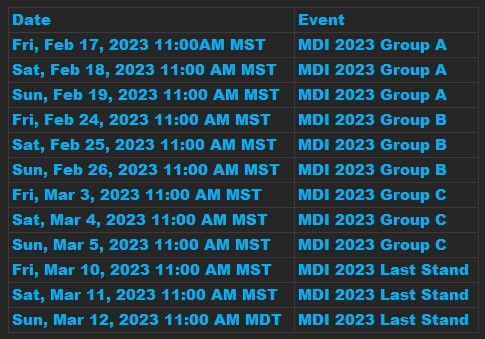 Date Event
Fri, Feb 17, 2023 11:00AM MST MDI 2023 Group A
Sat, Feb 18, 2023 11:00 AM MST MDI 2023 Group A
Sun, Feb 19, 2023 11:00 AM MST MDI 2023 Group A
Fri, Feb 24, 2023 11:00 AM MST MDI 2023 Group B
Sat, Feb 25, 2023 11:00 AM MST MDI 2023 Group B
Sun, Feb 26, 2023 11:00 AM MST MDI 2023 Group B
Fri, Mar 3, 2023 11:00 AM MST MDI 2023 Group C
Sat, Mar 4, 2023 11:00 AM MST MDI 2023 Group C
Sun, Mar 5, 2023 11:00 AM MST MDI 2023 Group C
Fri, Mar 10, 2023 11:00 AM MST MDI 2023 Last Stand
Sat, Mar 11, 2023 11:00 AM MST MDI 2023 Last Stand
Sun, Mar 12, 2023 11:00 AM MDT MDI 2023 Last Stand